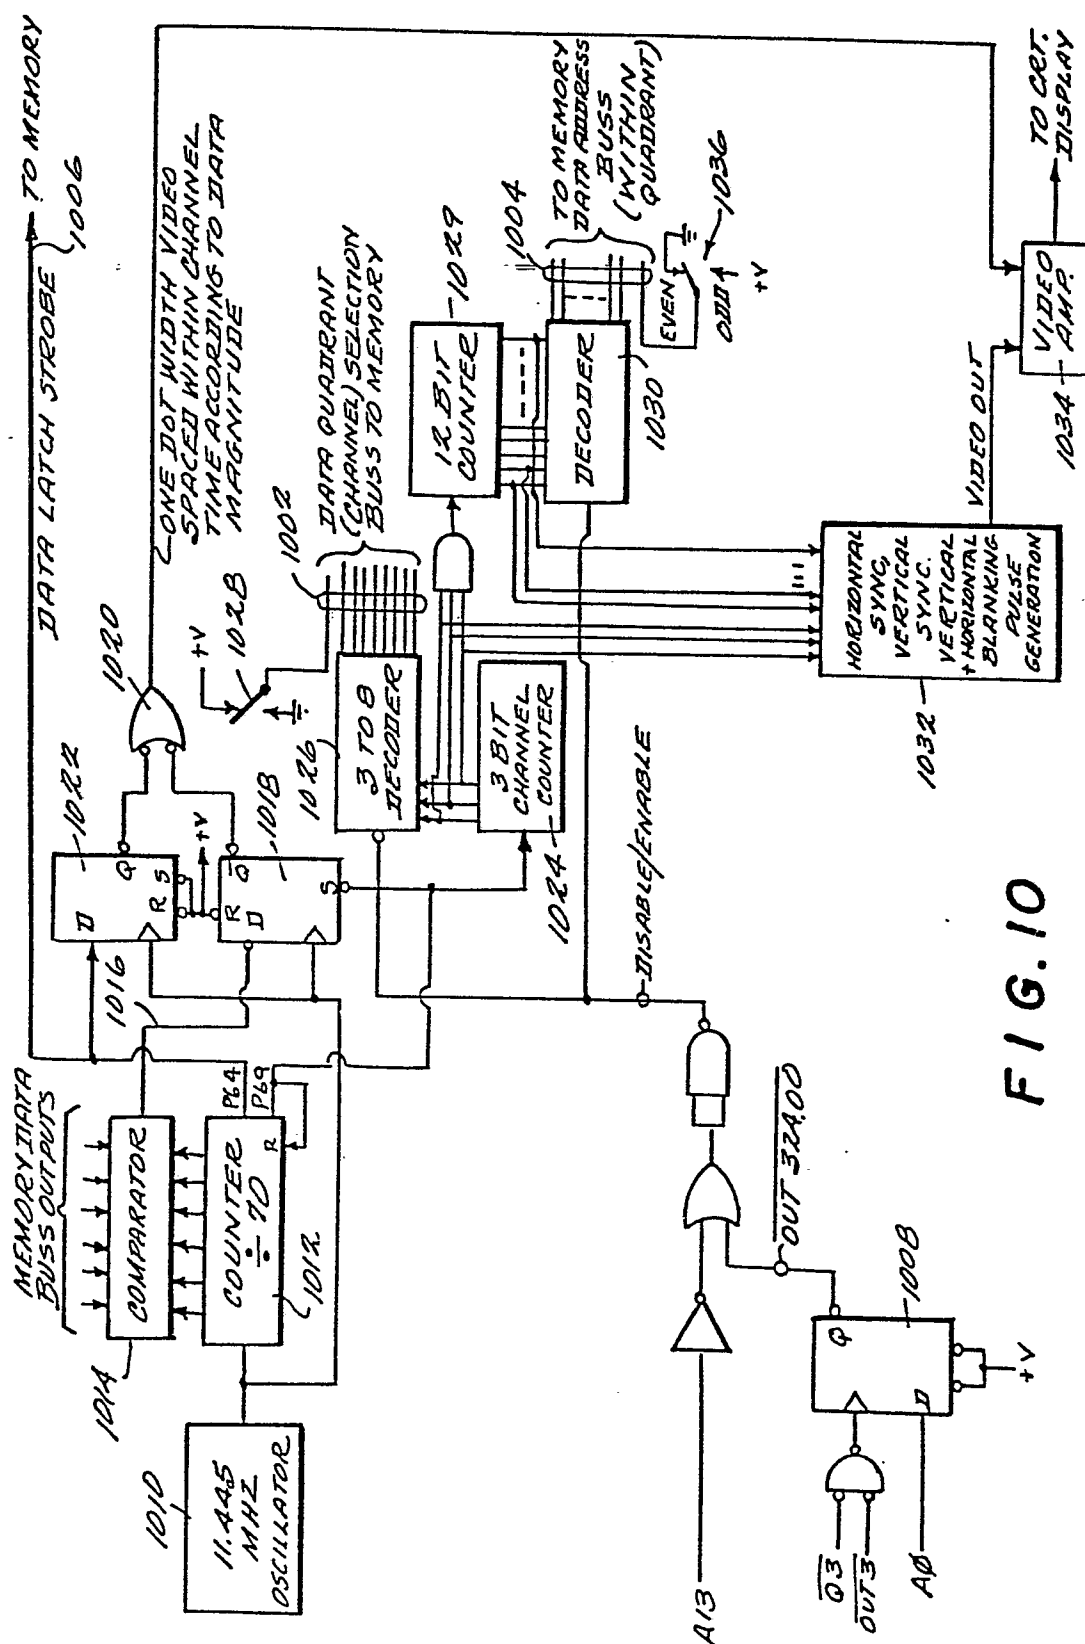 MEMORY DATA
BUSS OUTPUTS
DATA LATCH STROBE
TO MEMORY
1006
1010
11.445
MHZ
OSCILLATOR
1014
COMPARATOR
COUNTER
÷ 70
1012
P64
P69
R
1016
1022
D
Q
R S
+V
1018
R
D
Q̅
S
1020
ONE DOT WIDTH VIDEO
SPACED WITHIN CHANNEL
TIME ACCORDING TO DATA
MAGNITUDE
+V
1028
1026
3 TO 8
DECODER
1002
DATA QUADRANT
(CHANNEL) SELECTION
BUSS TO MEMORY
3 BIT
CHANNEL
COUNTER
1024
12 BIT
COUNTER
1029
DECODER
1030
1004
TO MEMORY
DATA ADDRESS
BUSS
(WITHIN
QUADRANT)
EVEN
ODD
+V
1036
DISABLE/ENABLE
A13
OUT 324.00
Q̅3̅
O̅U̅T̅3̅
AØ
D
Q
1008
+V
HORIZONTAL
SYNC,
VERTICAL
SYNC.
VERTICAL
+ HORIZONTAL
BLANKING
PULSE
GENERATION
1032
VIDEO OUT
VIDEO
AMP.
1034
TO CRT.
DISPLAY
FIG. 10